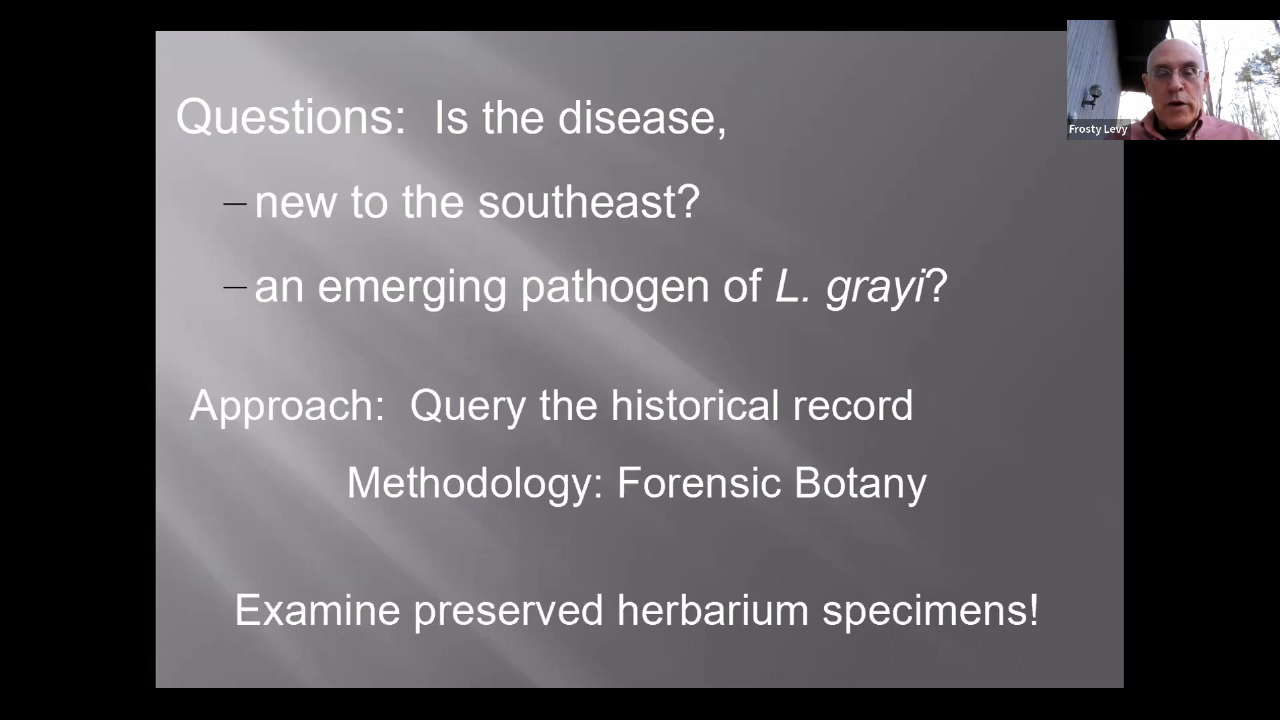 Questions: Is the disease,
– new to the southeast?
– an emerging pathogen of L. grayi?
Approach: Query the historical record
Methodology: Forensic Botany
Examine preserved herbarium specimens!
Frosty Levy